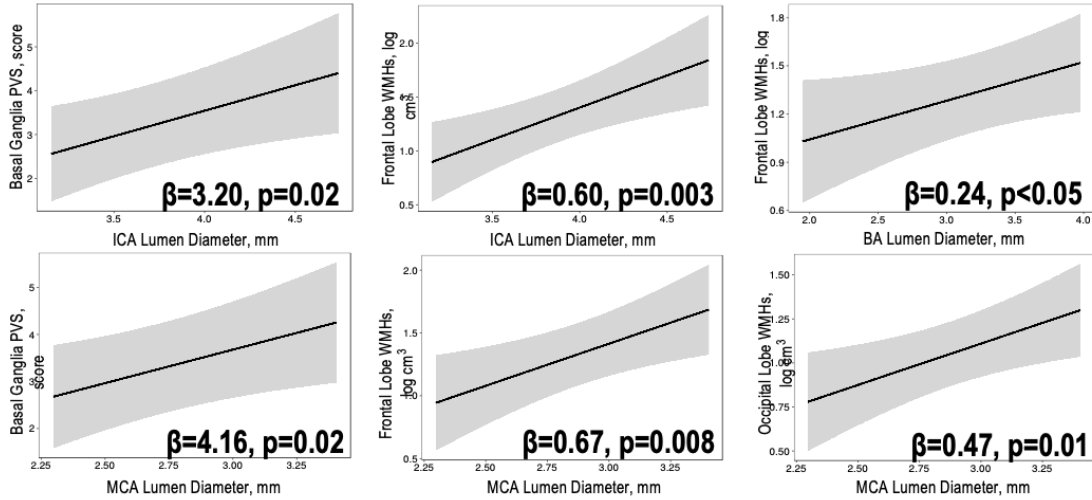 Basal Ganglia PVS, score
5
4
3
2
3.5
4.0
4.5
ICA Lumen Diameter, mm
β=3.20, p=0.02
Frontal Lobe WMHs, log
cm
2.0
1.0
0.5
3.5
4.0
4.5
ICA Lumen Diameter, mm
β=0.60, p=0.003
Frontal Lobe WMHs, log
1.8
1.5
1.2
0.9
0.6
2.0
2.5
3.0
3.5
4.0
BA Lumen Diameter, mm
β=0.24, p<0.05
Basal Ganglia PVS,
score
5
4
3
2
2.25
2.50
2.75
3.00
3.25
MCA Lumen Diameter, mm
β=4.16, p=0.02
Frontal Lobe WMHs,
log cm³
2.0
1.5
1.0
0.5
2.25
2.50
2.75
3.00
3.25
MCA Lumen Diameter, mm
β=0.67, p=0.008
Occipital Lobe WMHs,
log cm³
1.50
1.25
1.00
0.75
0.50
2.25
2.50
2.75
3.00
3.25
MCA Lumen Diameter, mm
β=0.47, p=0.01